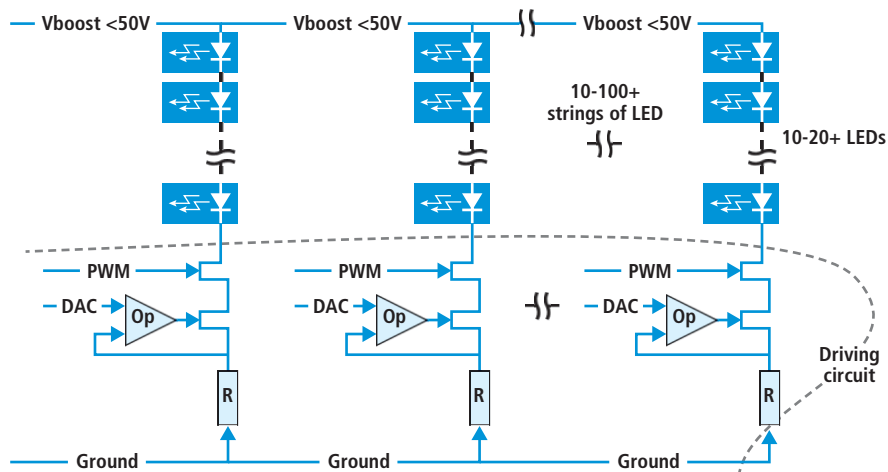 Vboost <50V
Vboost <50V
Vboost <50V
10-100+
strings of LED
10-20+ LEDs
PWM
PWM
PWM
DAC
DAC
DAC
Op
Op
Op
Driving
circuit
R
R
R
Ground
Ground
Ground